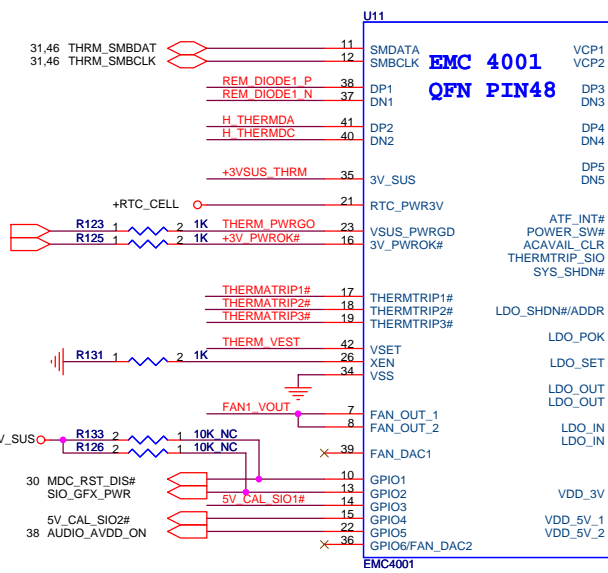 U11
31,46 THRM_SMBDAT 11 SMDATA EMC 4001 VCP1
31,46 THRM_SMBCLK 12 SMBCLK VCP2
REM_DIODE1_P 38 DP1 QFN PIN48 DP3
REM_DIODE1_N 37 DN1 DN3
H_THERMDA 41 DP2 DP4
H_THERMDC 40 DN2 DN4
DP5
+3VSUS_THRM 35 3V_SUS DN5
+RTC_CELL 21 RTC_PWR3V
ATF_INT#
R123 1 2 1K THERM_PWRGO 23 VSUS_PWRGD POWER_SW#
R125 1 2 1K +3V_PWROK# 16 3V_PWROK# ACAVAIL_CLR
THERMTRIP_SIO
SYS_SHDN#
THERMATRIP1# 17 THERMTRIP1#
THERMATRIP2# 18 THERMTRIP2# LDO_SHDN#/ADDR
THERMATRIP3# 19 THERMTRIP3#
LDO_POK
THERM_VEST 42 VSET
R131 1 2 1K 26 XEN LDO_SET
34 VSS
LDO_OUT
LDO_OUT
FAN1_VOUT 7 FAN_OUT_1
8 FAN_OUT_2 LDO_IN
V_SUS R133 2 1 10K_NC LDO_IN
R126 2 1 10K_NC 39 FAN_DAC1
30 MDC_RST_DIS# 10 GPIO1
SIO_GFX_PWR 13 GPIO2 VDD_3V
5V_CAL_SIO1# 14 GPIO3
5V_CAL_SIO2# 15 GPIO4 VDD_5V_1
38 AUDIO_AVDD_ON 22 GPIO5 VDD_5V_2
36 GPIO6/FAN_DAC2
EMC4001